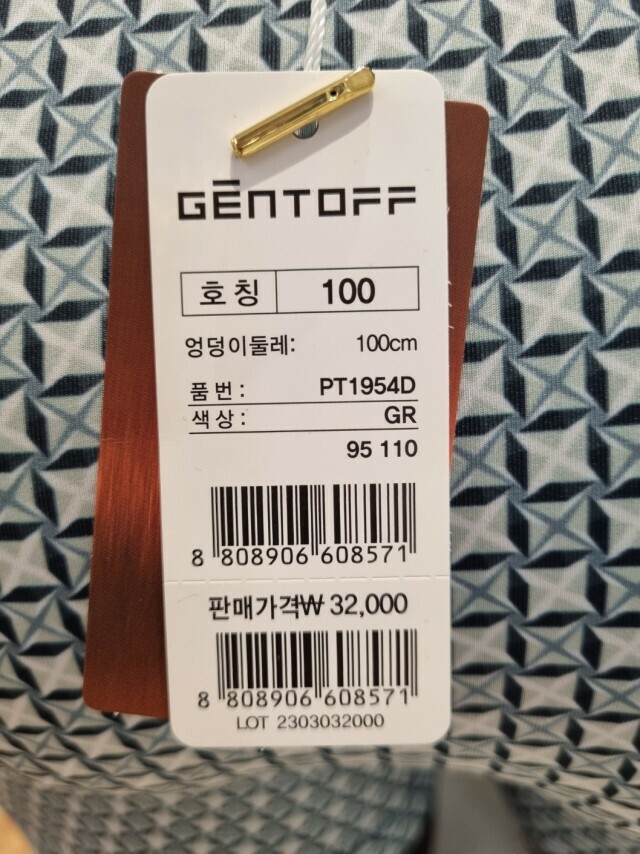 GĒNTOFF
호칭 100
엉덩이둘레: 100cm
품번: PT1954D
색상: GR
95 110
8 808906 608571
판매가격₩ 32,000
8 808906 608571
LOT 2303032000